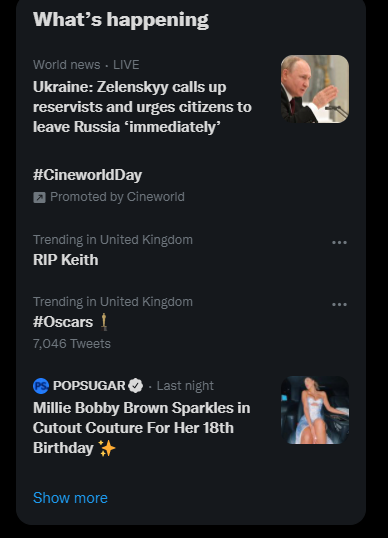 What's happening
World news · LIVE
Ukraine: Zelenskyy calls up
reservists and urges citizens to
leave Russia ‘immediately’
#CineworldDay
Promoted by Cineworld
Trending in United Kingdom
RIP Keith
Trending in United Kingdom
#Oscars
7,046 Tweets
PS POPSUGAR · Last night
Millie Bobby Brown Sparkles in
Cutout Couture For Her 18th
Birthday ✨
Show more